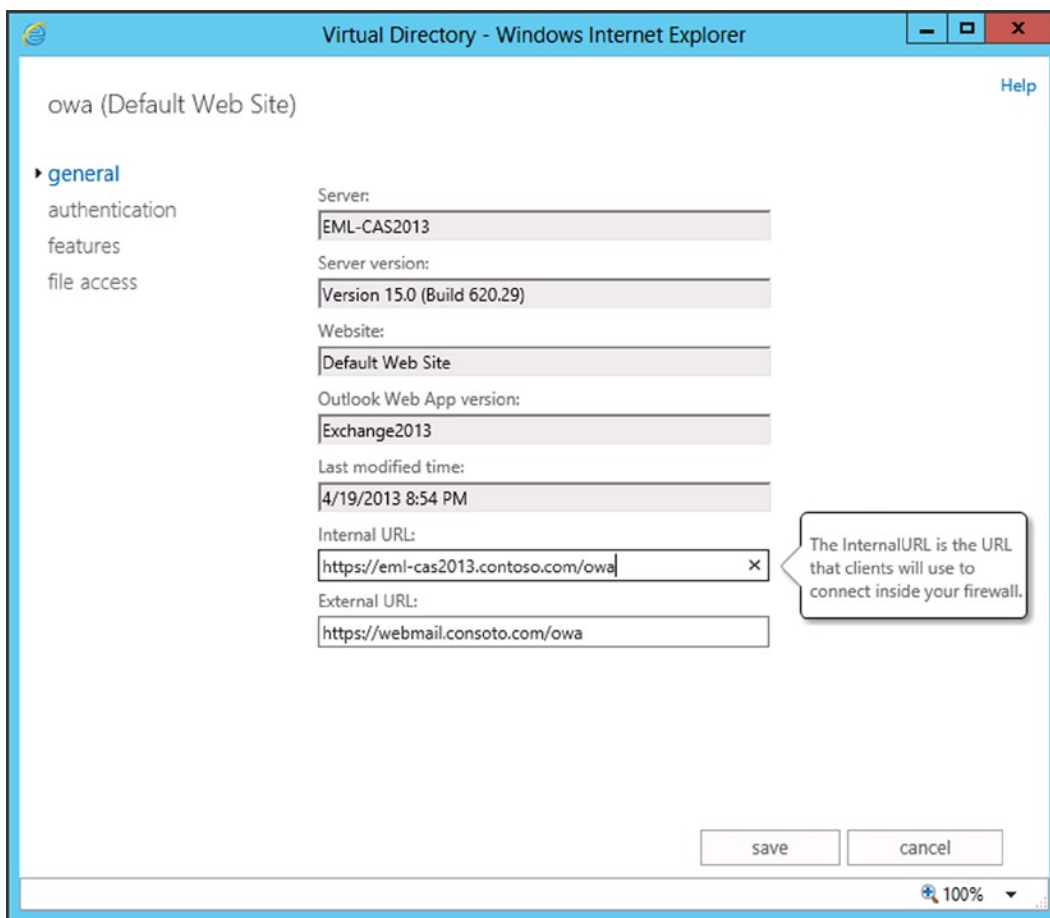 Virtual Directory - Windows Internet Explorer
Help
owa (Default Web Site)
general
authentication
features
file access
Server:
EML-CAS2013
Server version:
Version 15.0 (Build 620.29)
Website:
Default Web Site
Outlook Web App version:
Exchange2013
Last modified time:
4/19/2013 8:54 PM
Internal URL:
https://eml-cas2013.contoso.com/owa
The InternalURL is the URL
that clients will use to
connect inside your firewall.
External URL:
https://webmail.consoto.com/owa
save
cancel
100%